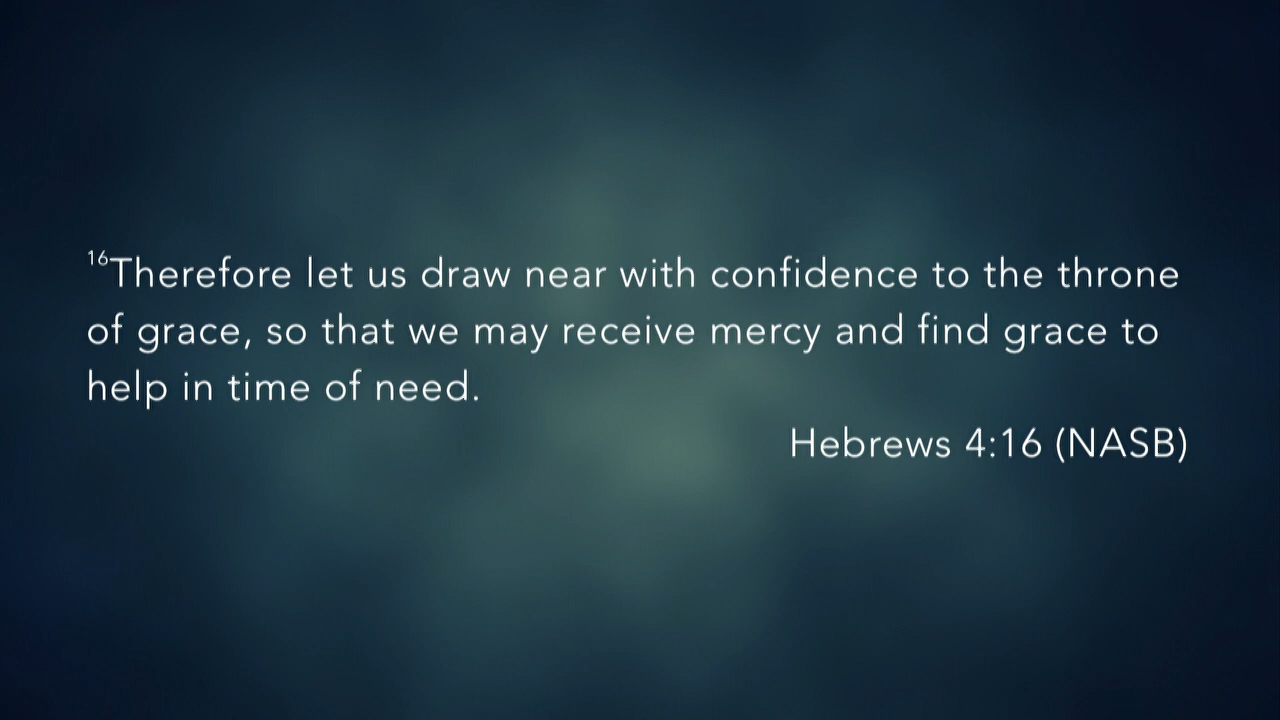 ¹⁶Therefore let us draw near with confidence to the throne
of grace, so that we may receive mercy and find grace to
help in time of need.
Hebrews 4:16 (NASB)